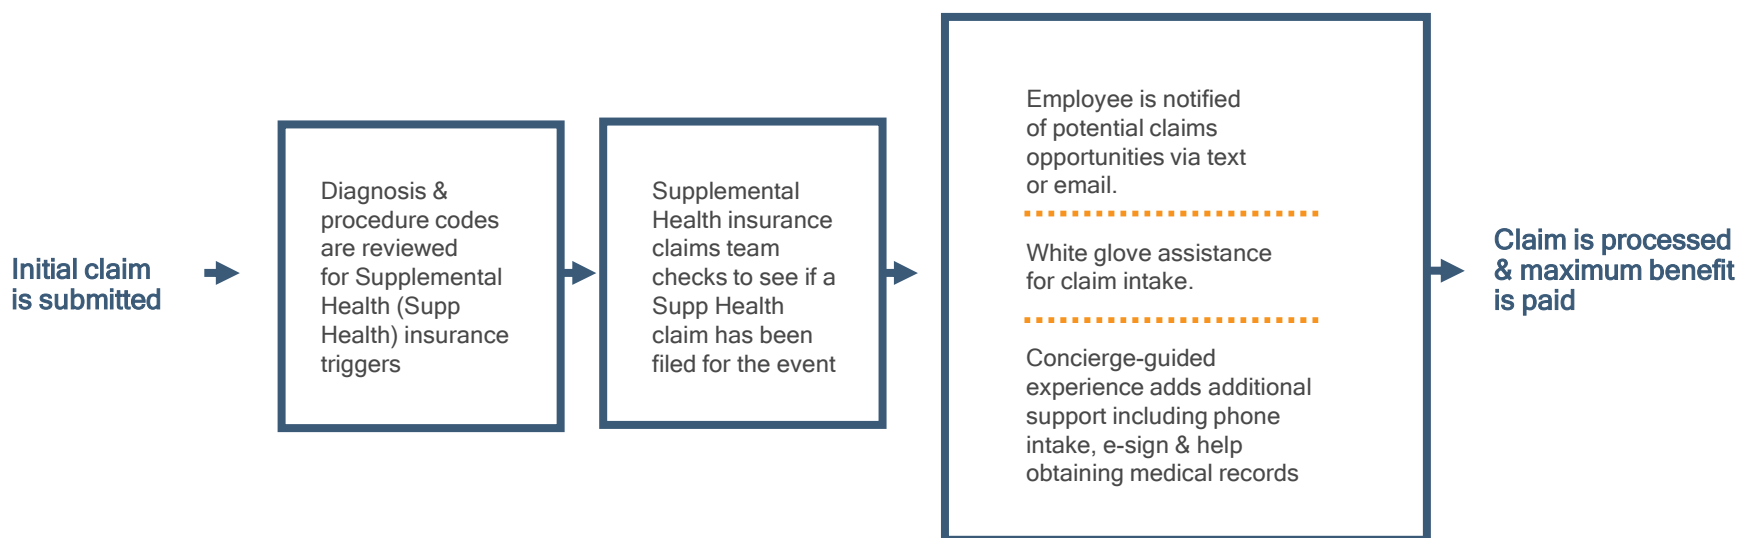 Initial claim
is submitted
Diagnosis &
procedure codes
are reviewed
for Supplemental
Health (Supp
Health) insurance
triggers
Supplemental
Health insurance
claims team
checks to see if a
Supp Health
claim has been
filed for the event
Employee is notified
of potential claims
opportunities via text
or email.
White glove assistance
for claim intake.
Concierge-guided
experience adds additional
support including phone
intake, e-sign & help
obtaining medical records
Claim is processed
& maximum benefit
is paid